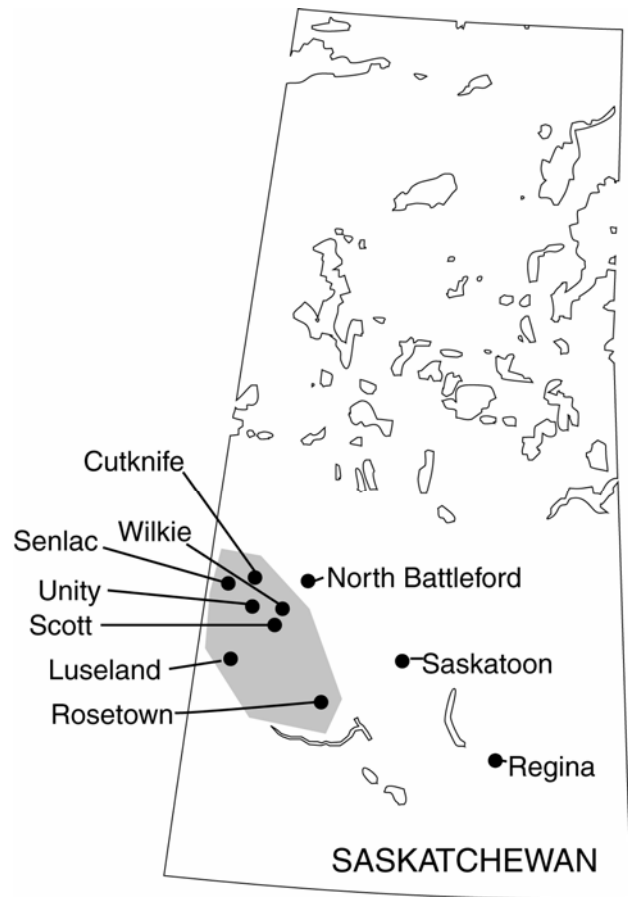 Cutknife
Wilkie
Senlac
North Battleford
Unity
Scott
Saskatoon
Luseland
Rosetown
Regina
SASKATCHEWAN